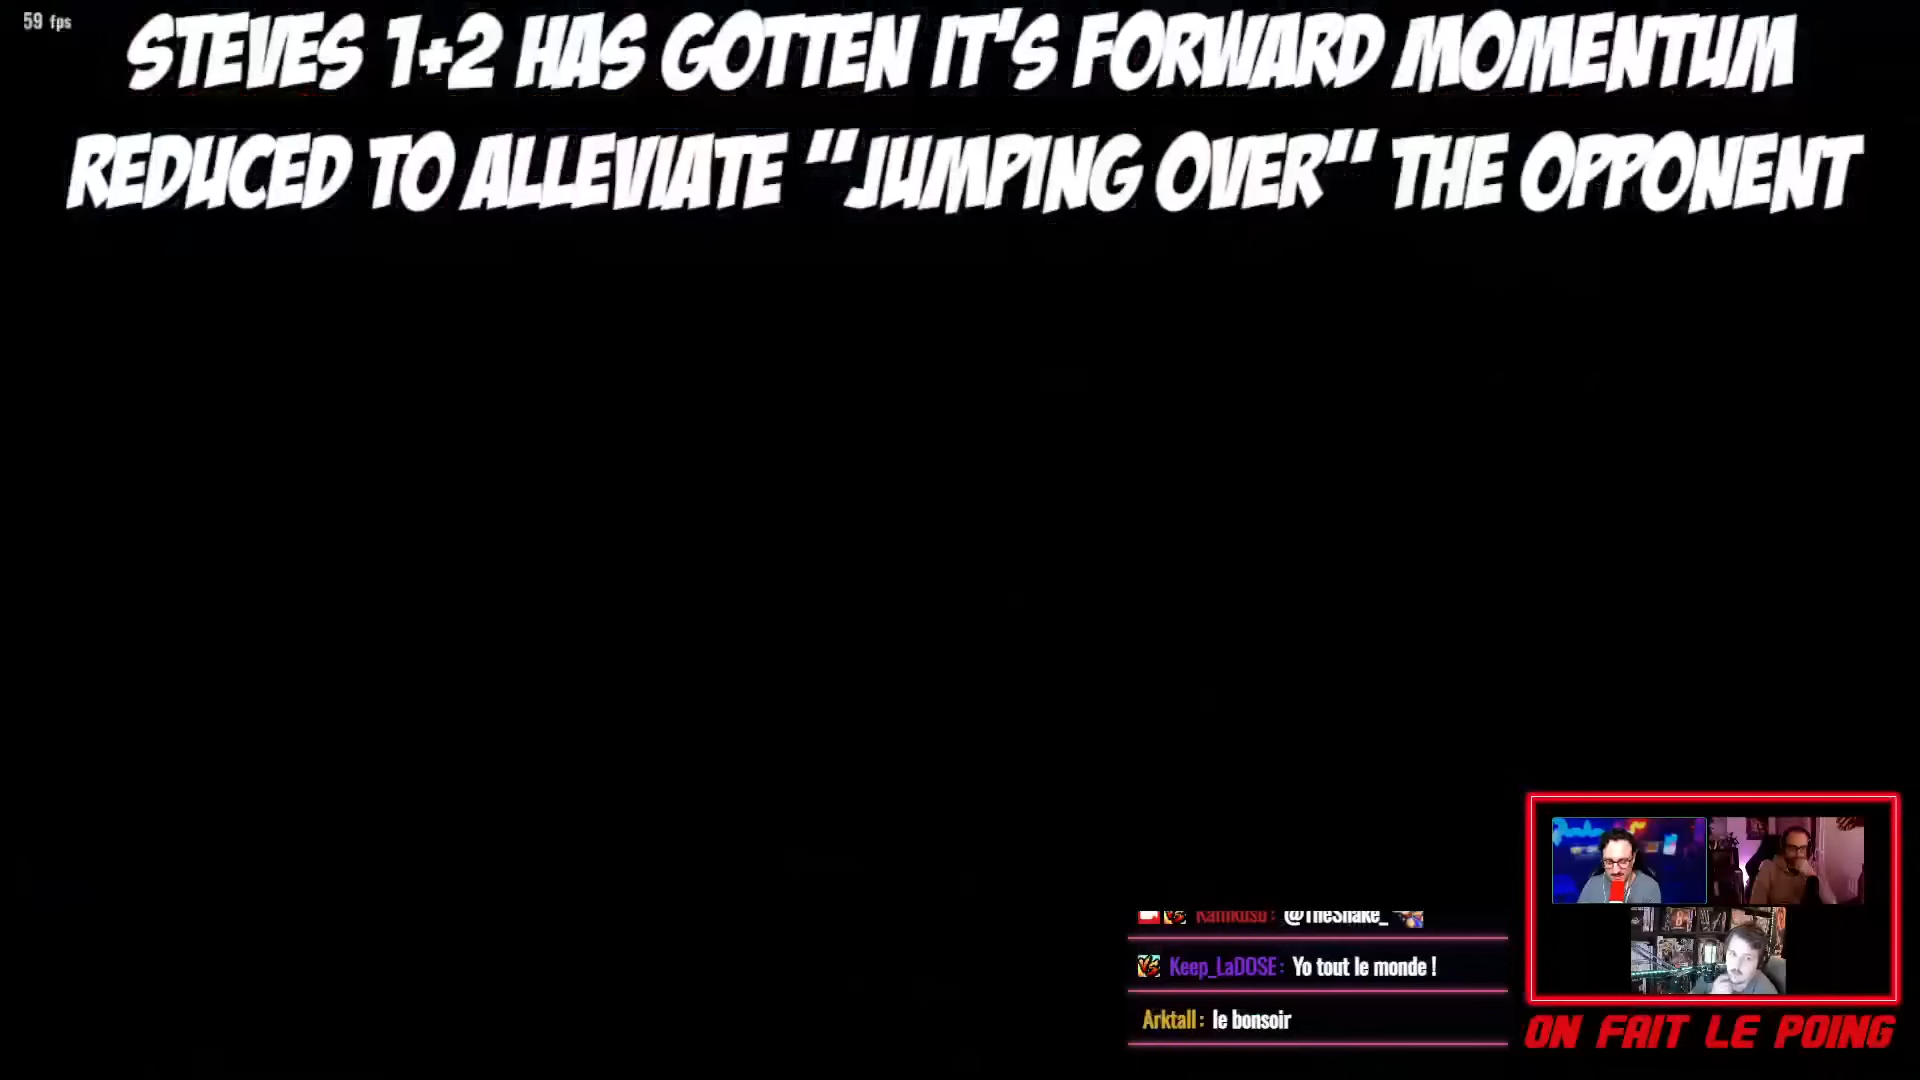 59 fps
STEVES 1+2 HAS GOTTEN IT'S FORWARD MOMENTUM
REDUCED TO ALLEVIATE "JUMPING OVER" THE OPPONENT
@TheSnake_
Keep_LaDOSE: Yo tout le monde !
Arktall: le bonsoir
ON FAIT LE POING